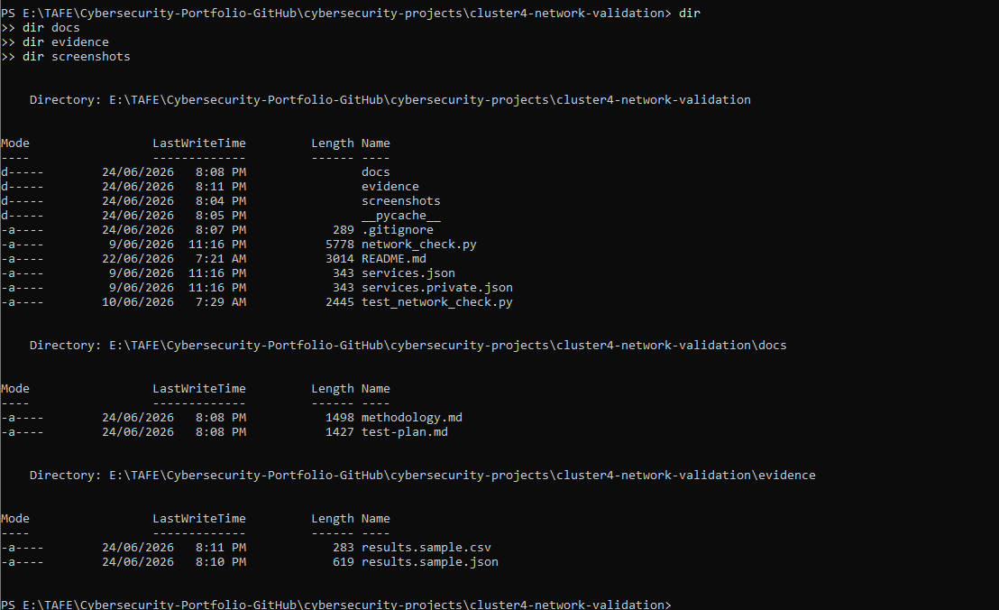 PS E:\TAFE\Cybersecurity-Portfolio-GitHub\cybersecurity-projects\cluster4-network-validation> dir
>> dir docs
>> dir evidence
>> dir screenshots
Directory: E:\TAFE\Cybersecurity-Portfolio-GitHub\cybersecurity-projects\cluster4-network-validation
Mode                 LastWriteTime         Length Name
----                 -------------         ------ ----
d-----        24/06/2026   8:08 PM                docs
d-----        24/06/2026   8:11 PM                evidence
d-----        24/06/2026   8:04 PM                screenshots
d-----        24/06/2026   8:05 PM                __pycache__
-a----        24/06/2026   8:07 PM            289 .gitignore
-a----         9/06/2026  11:16 PM           5778 network_check.py
-a----        22/06/2026   7:21 AM           3014 README.md
-a----         9/06/2026  11:16 PM            343 services.json
-a----         9/06/2026  11:16 PM            343 services.private.json
-a----        10/06/2026   7:29 AM           2445 test_network_check.py
Directory: E:\TAFE\Cybersecurity-Portfolio-GitHub\cybersecurity-projects\cluster4-network-validation\docs
Mode                 LastWriteTime         Length Name
----                 -------------         ------ ----
-a----        24/06/2026   8:08 PM           1498 methodology.md
-a----        24/06/2026   8:08 PM           1427 test-plan.md
Directory: E:\TAFE\Cybersecurity-Portfolio-GitHub\cybersecurity-projects\cluster4-network-validation\evidence
Mode                 LastWriteTime         Length Name
----                 -------------         ------ ----
-a----        24/06/2026   8:11 PM            283 results.sample.csv
-a----        24/06/2026   8:10 PM            619 results.sample.json
PS E:\TAFE\Cybersecurity-Portfolio-GitHub\cybersecurity-projects\cluster4-network-validation>